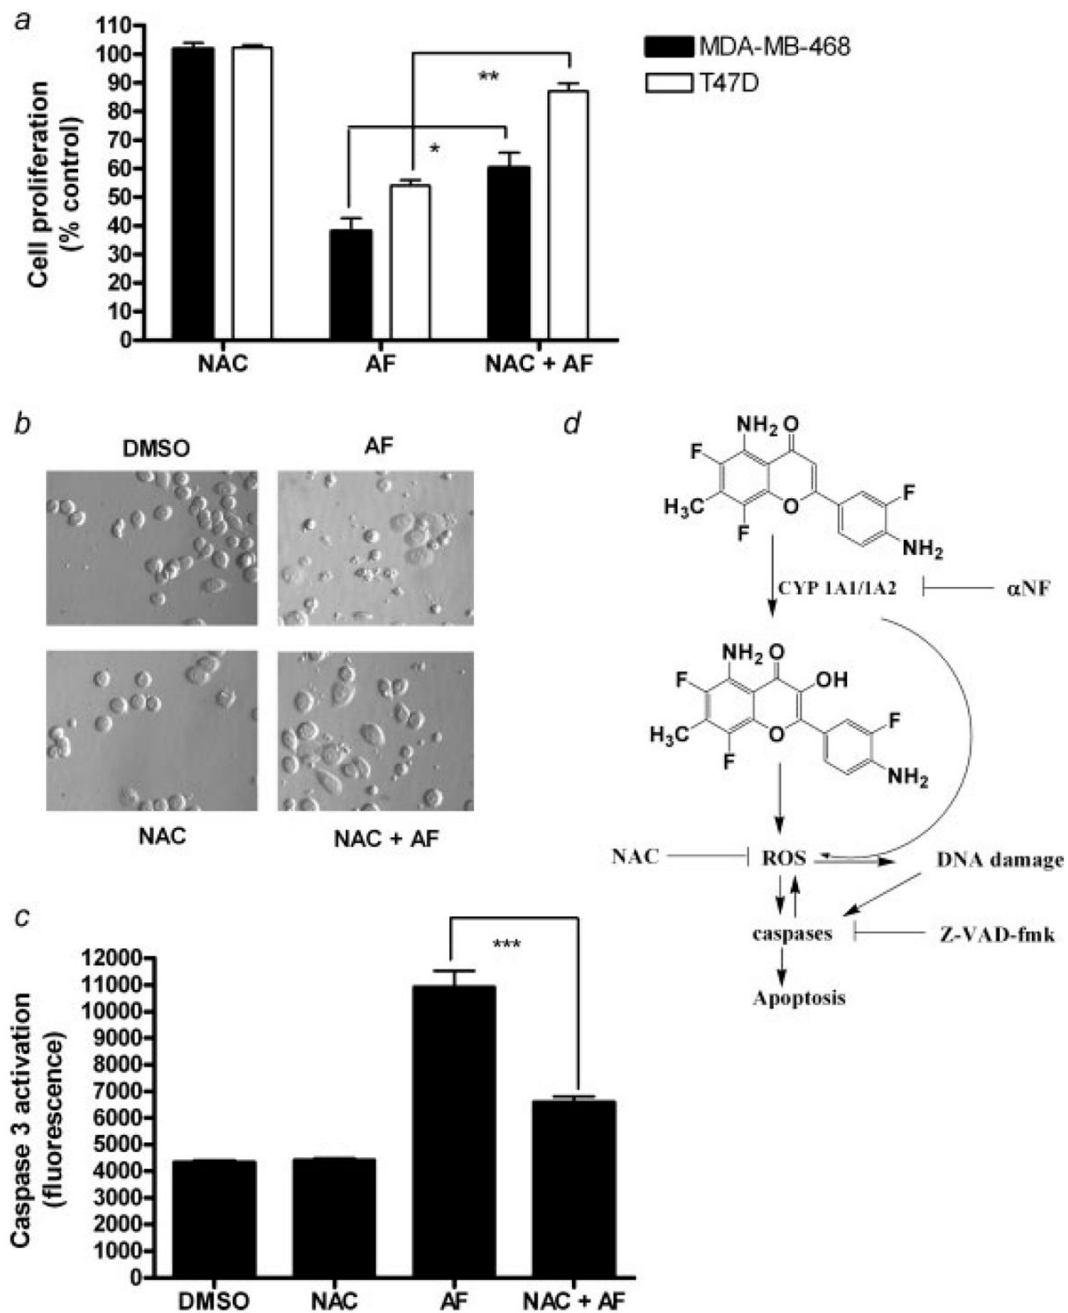 a
110
100
90
80
70
60
50
40
30
20
10
0
Cell proliferation
(% control)
MDA-MB-468
T47D
**
*
NAC AF NAC + AF
b
DMSO AF
NAC NAC + AF
c
***
12000
11000
10000
9000
8000
7000
6000
5000
4000
3000
2000
1000
0
Caspase 3 activation
(fluorescence)
DMSO NAC AF NAC + AF
d
NH2 O
F
H3C
F
O
F
NH2
CYP 1A1/1A2 αNF
NH2 O
F
OH
H3C
F
O
F
NH2
NAC ROS DNA damage
caspases Z-VAD-fmk
Apoptosis